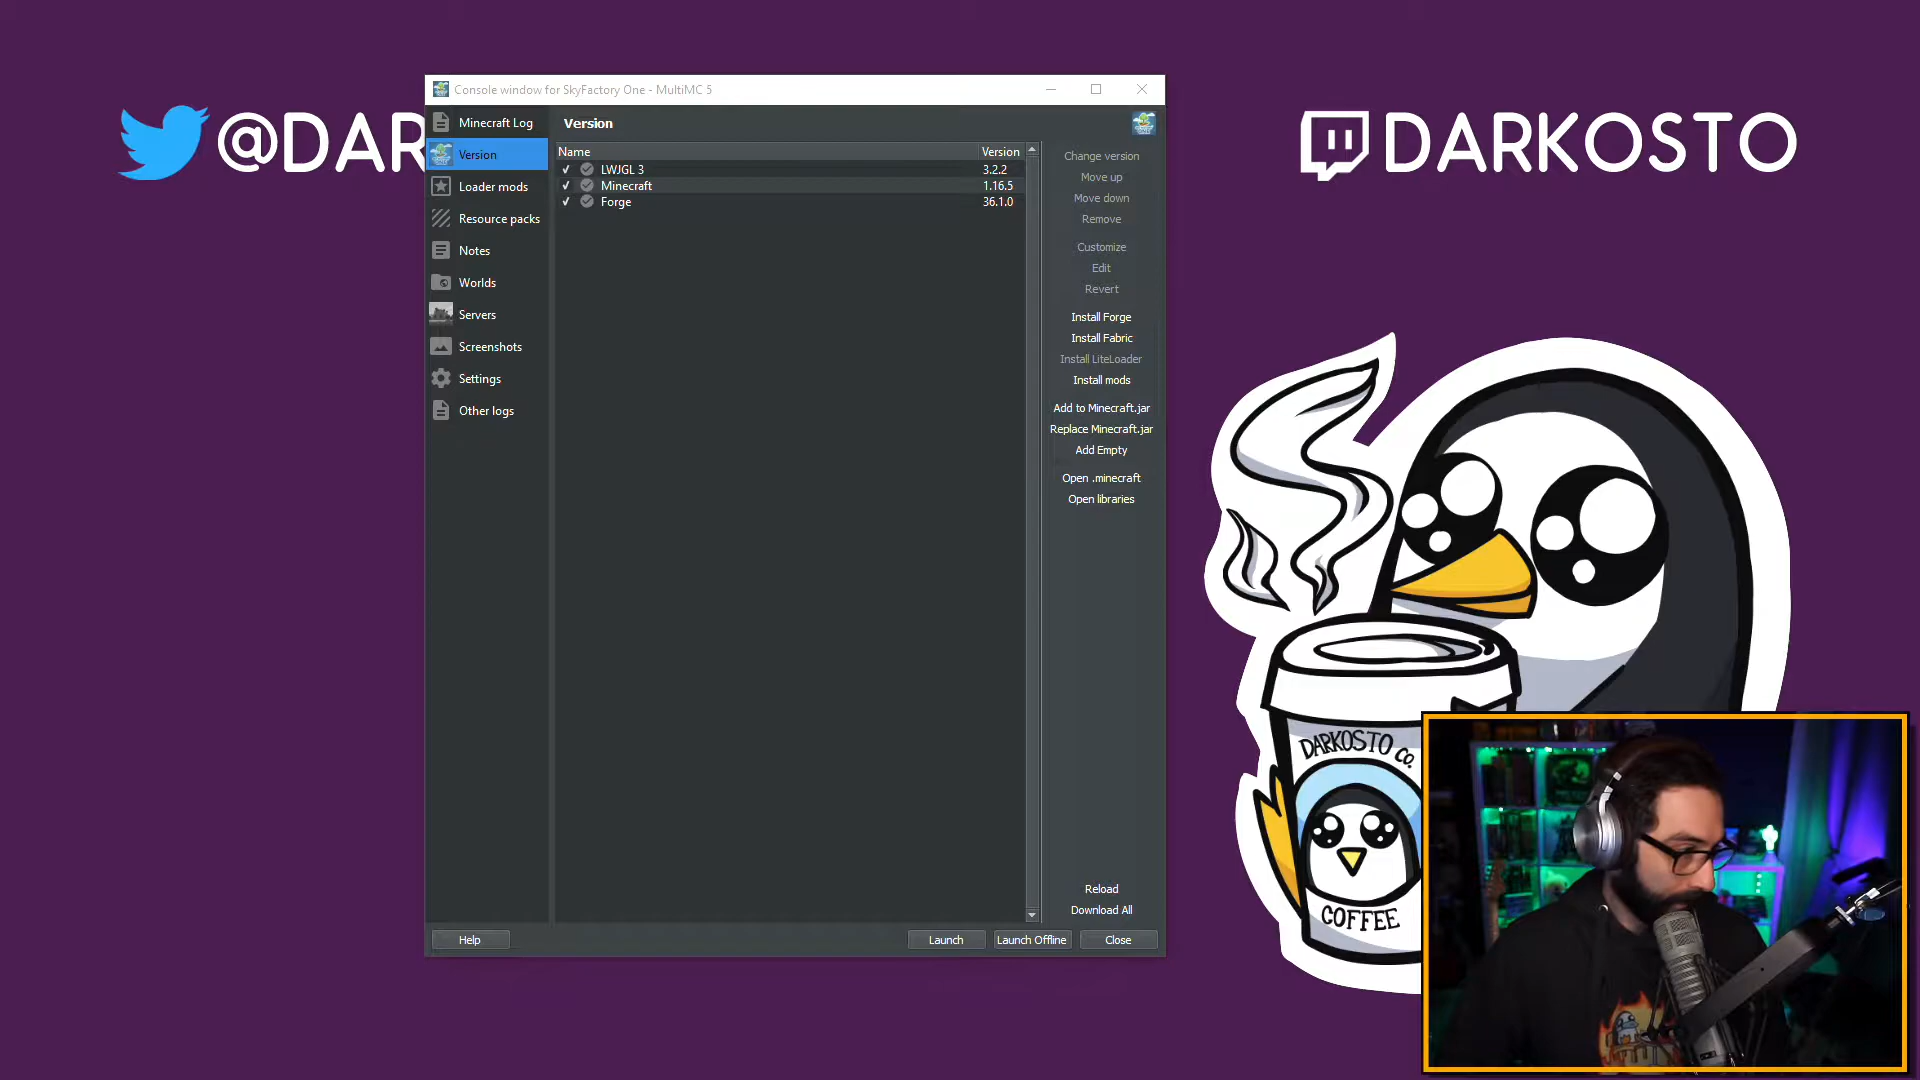 @DAR
DARKOSTO
Console window for SkyFactory One - MultiMC 5
Minecraft Log
Version
Loader mods
Resource packs
Notes
Worlds
Servers
Screenshots
Settings
Other logs
Version
Name Version
LWJGL 3 3.2.2
Minecraft 1.16.5
Forge 36.1.0
Change version
Move up
Move down
Remove
Customize
Edit
Revert
Install Forge
Install Fabric
Install LiteLoader
Install mods
Add to Minecraft.jar
Replace Minecraft.jar
Add Empty
Open .minecraft
Open libraries
Reload
Download All
Help
Launch
Launch Offline
Close
DARKOSTO CO.
COFFEE